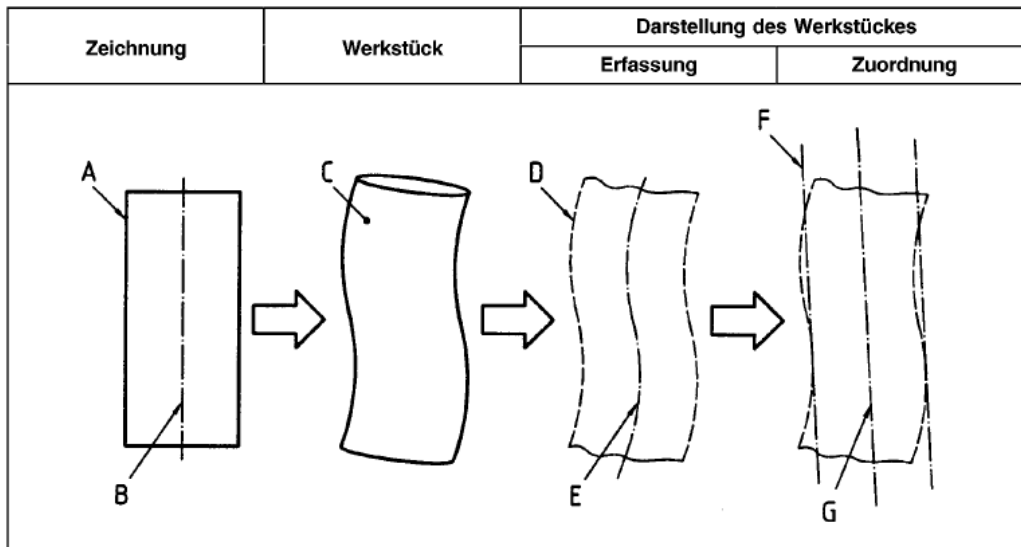 Zeichnung
Werkstück
Darstellung des Werkstückes
Erfassung
Zuordnung
A
B
C
D
E
F
G